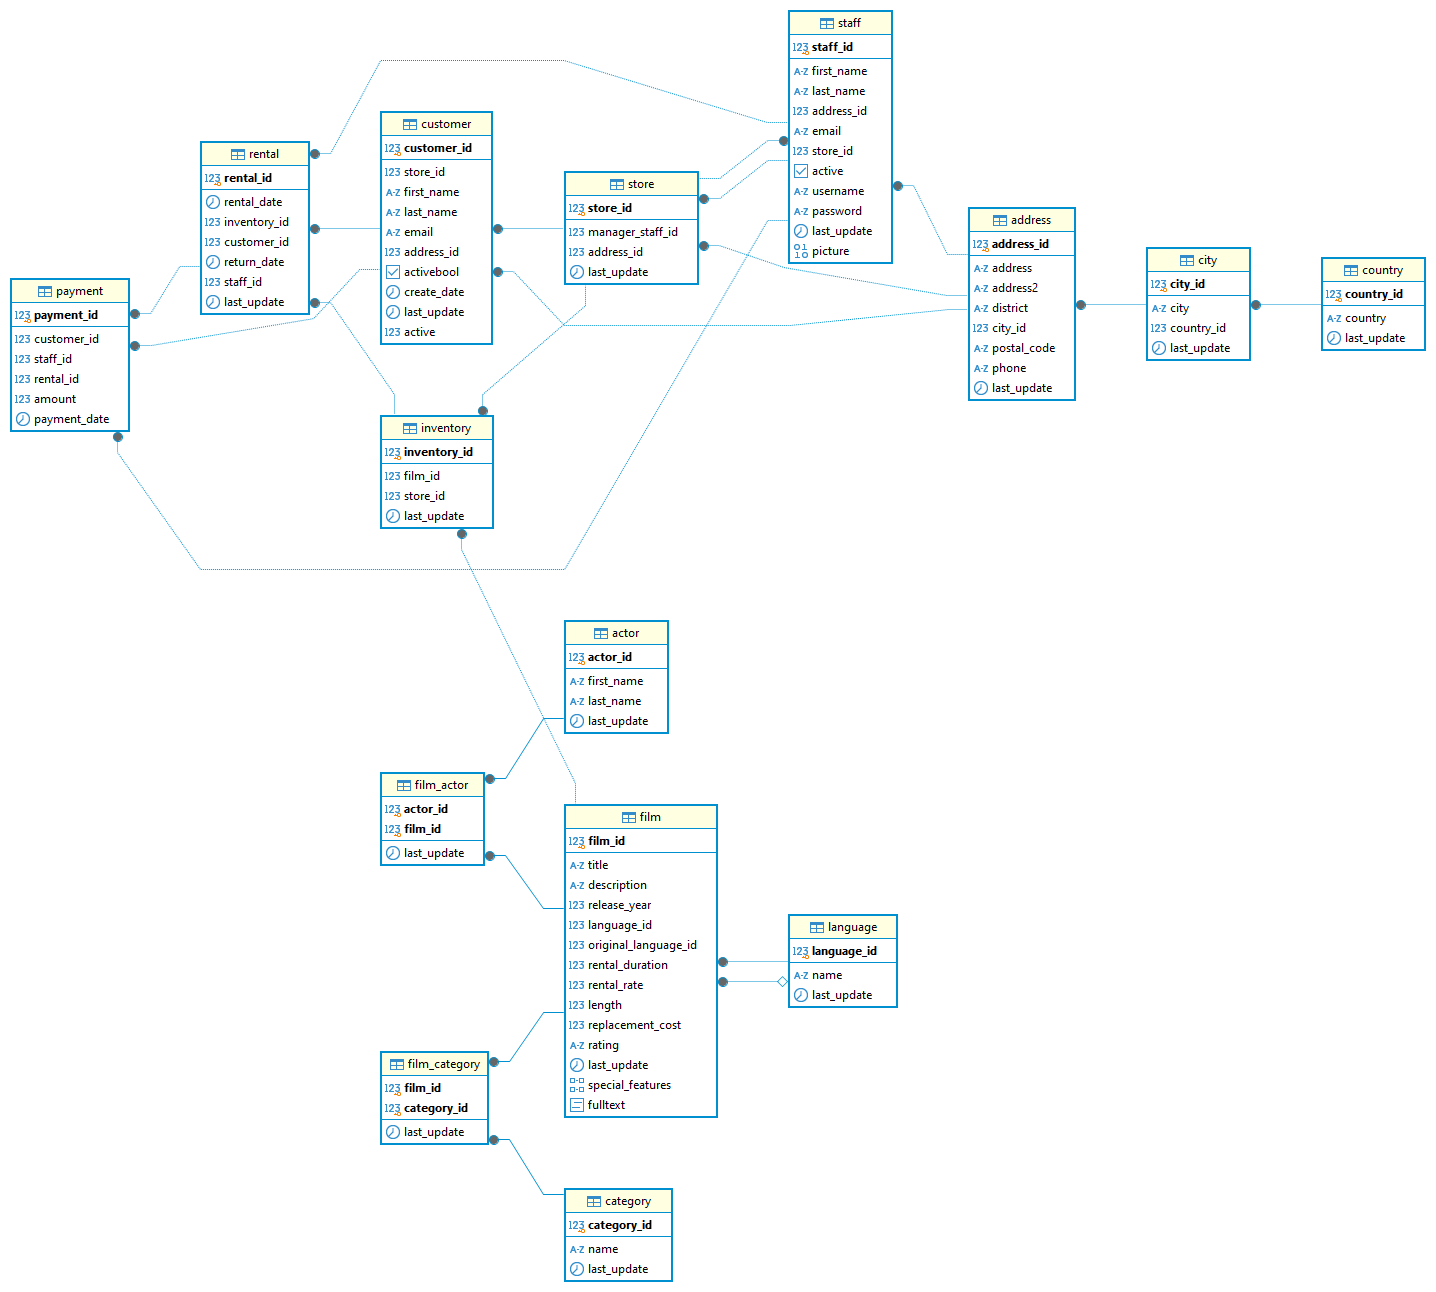 staff
123 staff_id
A-Z first_name
A-Z last_name
123 address_id
A-Z email
123 store_id
active
A-Z username
A-Z password
last_update
picture
customer
123 customer_id
123 store_id
A-Z first_name
A-Z last_name
A-Z email
123 address_id
activebool
create_date
last_update
123 active
rental
123 rental_id
rental_date
123 inventory_id
123 customer_id
return_date
123 staff_id
last_update
store
123 store_id
123 manager_staff_id
123 address_id
last_update
address
123 address_id
A-Z address
A-Z address2
A-Z district
123 city_id
A-Z postal_code
A-Z phone
last_update
city
123 city_id
A-Z city
123 country_id
last_update
country
123 country_id
A-Z country
last_update
payment
123 payment_id
123 customer_id
123 staff_id
123 rental_id
123 amount
payment_date
inventory
123 inventory_id
123 film_id
123 store_id
last_update
actor
123 actor_id
A-Z first_name
A-Z last_name
last_update
film_actor
123 actor_id
123 film_id
last_update
film
123 film_id
A-Z title
A-Z description
123 release_year
123 language_id
123 original_language_id
123 rental_duration
123 rental_rate
123 length
123 replacement_cost
A-Z rating
last_update
special_features
fulltext
language
123 language_id
A-Z name
last_update
film_category
123 film_id
123 category_id
last_update
category
123 category_id
A-Z name
last_update